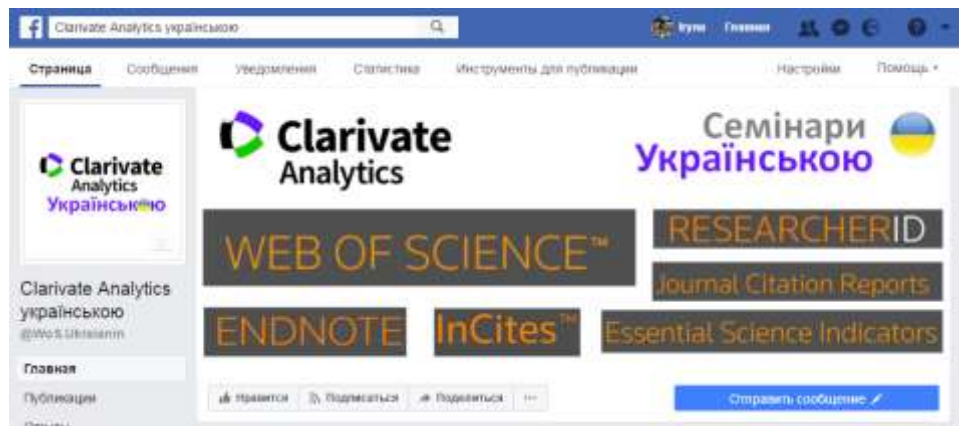 Clarivate Analytics українською
Iryna Главная
Страница Сообщения Уведомления Статистика Инструменты для публикации Настройки Помощь
Clarivate
Analytics
Українською
Clarivate
Analytics
Семінари
Українською
WEB OF SCIENCE™
RESEARCHERID
Journal Citation Reports
ENDNOTE
InCites™
Essential Science Indicators
Clarivate Analytics
українською
Главная
Публикации
Нравится Подписаться Поделиться ···
Отправить сообщение